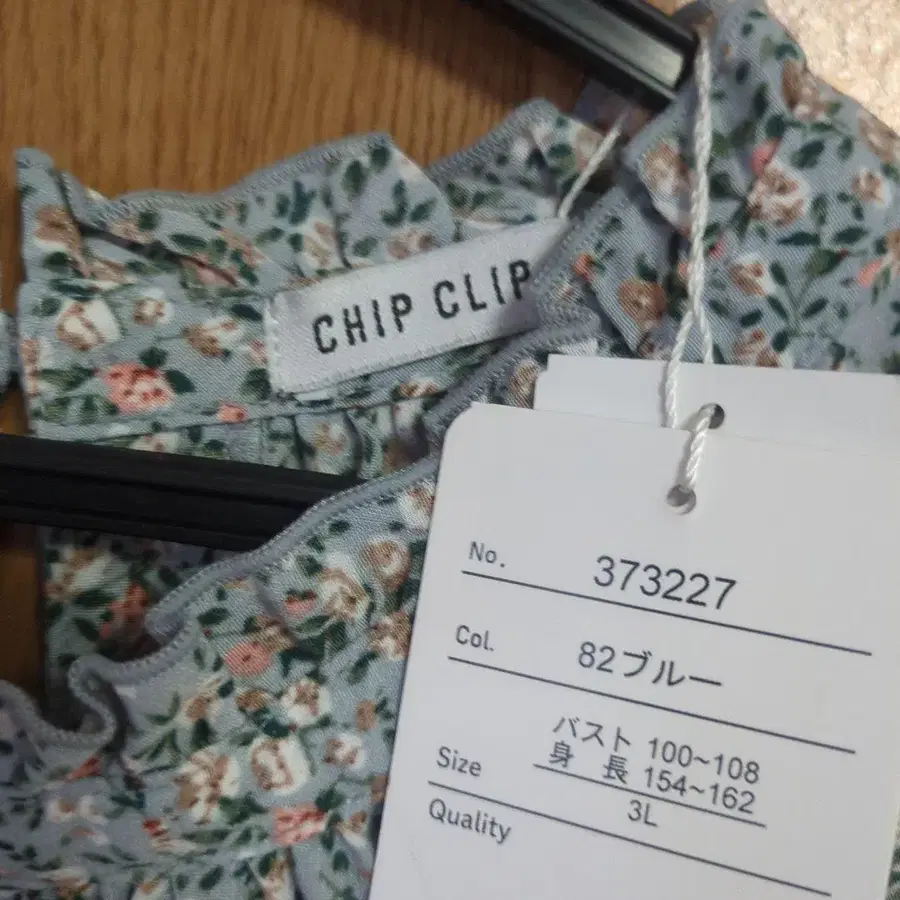 CHIP CLIP
No. 373227
Col. 82ブルー
バスト 100~108
Size 身 長 154~162
3L
Quality